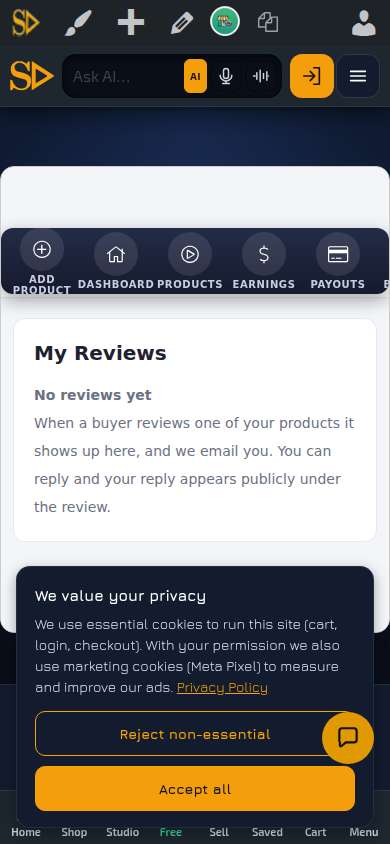 SD
SD
Ask AI...
AI
ADD PRODUCT
DASHBOARD
PRODUCTS
EARNINGS
PAYOUTS
My Reviews
No reviews yet
When a buyer reviews one of your products it
shows up here, and we email you. You can
reply and your reply appears publicly under
the review.
We value your privacy
We use essential cookies to run this site (cart,
login, checkout). With your permission we also
use marketing cookies (Meta Pixel) to measure
and improve our ads. Privacy Policy
Reject non-essential
Accept all
Home Shop Studio Free Sell Saved Cart Menu